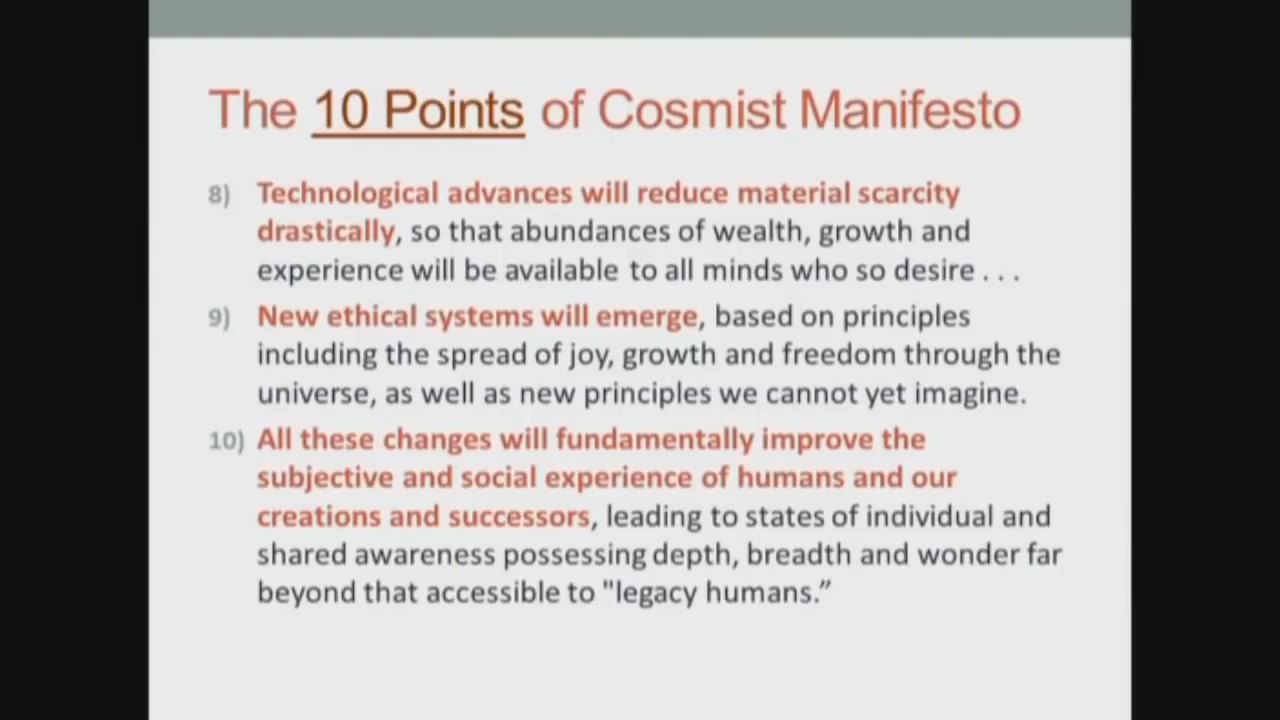 The 10 Points of Cosmist Manifesto
8) Technological advances will reduce material scarcity
drastically, so that abundances of wealth, growth and
experience will be available to all minds who so desire . . .
9) New ethical systems will emerge, based on principles
including the spread of joy, growth and freedom through the
universe, as well as new principles we cannot yet imagine.
10) All these changes will fundamentally improve the
subjective and social experience of humans and our
creations and successors, leading to states of individual and
shared awareness possessing depth, breadth and wonder far
beyond that accessible to "legacy humans.”